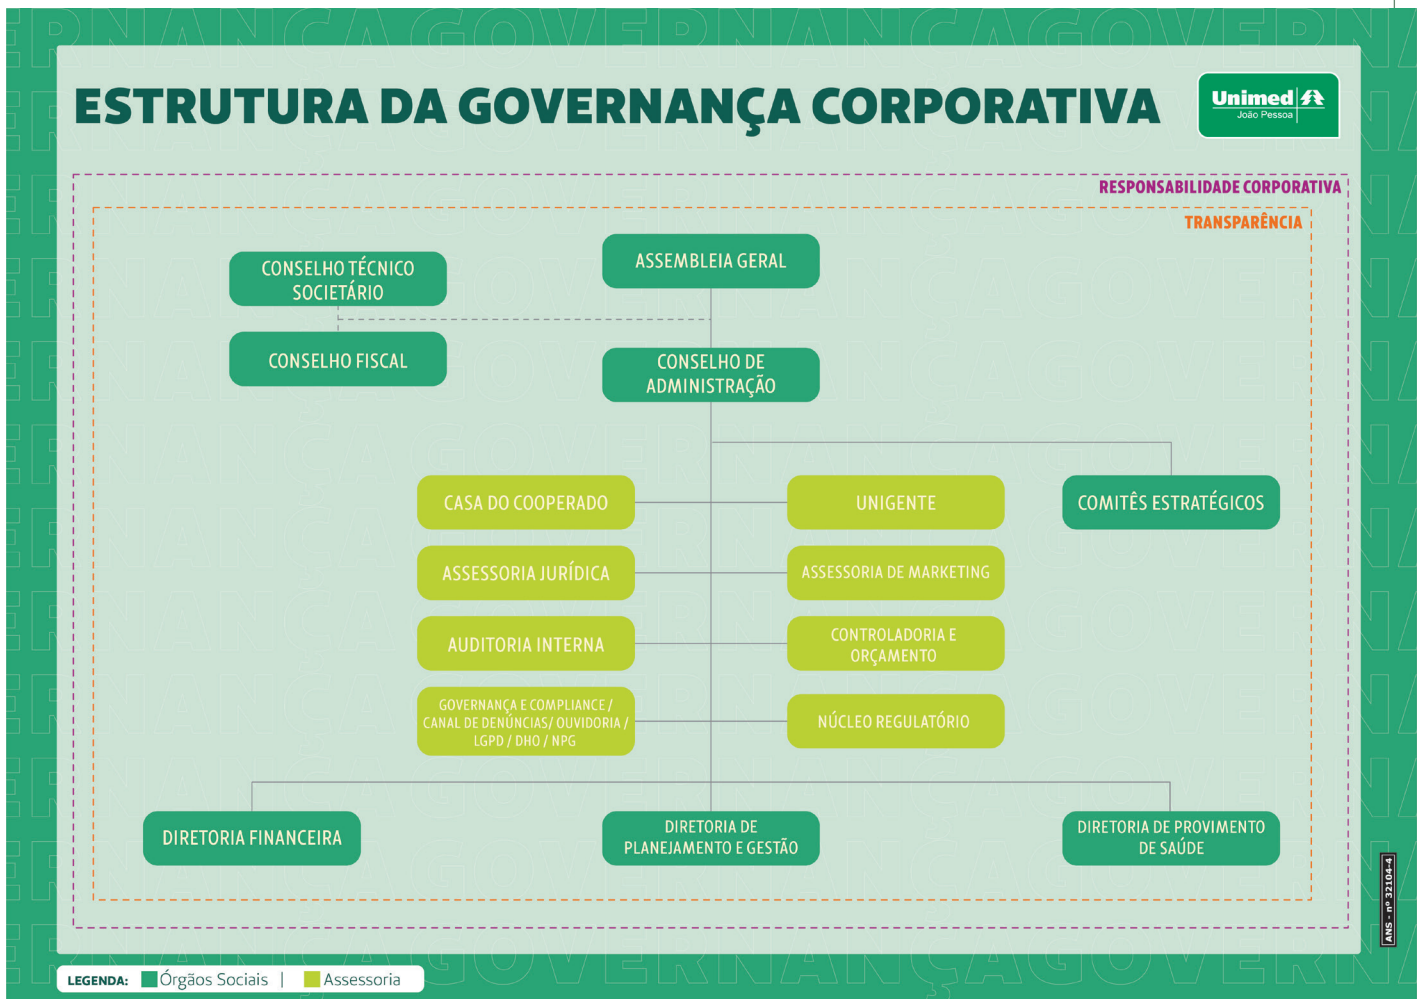 ESTRUTURA DA GOVERNANÇA CORPORATIVA
Unimed
João Pessoa
RESPONSABILIDADE CORPORATIVA
TRANSPARÊNCIA
CONSELHO TÉCNICO
SOCIETÁRIO
ASSEMBLEIA GERAL
CONSELHO FISCAL
CONSELHO DE
ADMINISTRAÇÃO
CASA DO COOPERADO
UNIGENTE
COMITÊS ESTRATÉGICOS
ASSESSORIA JURÍDICA
ASSESSORIA DE MARKETING
AUDITORIA INTERNA
CONTROLADORIA E
ORÇAMENTO
GOVERNANÇA E COMPLIANCE /
CANAL DE DENÚNCIAS/ OUVIDORIA /
LGPD / DHO / NPG
NÚCLEO REGULATÓRIO
DIRETORIA FINANCEIRA
DIRETORIA DE
PLANEJAMENTO E GESTÃO
DIRETORIA DE PROVIMENTO
DE SAÚDE
ANS - nº 32104-4
LEGENDA: Órgãos Sociais | Assessoria